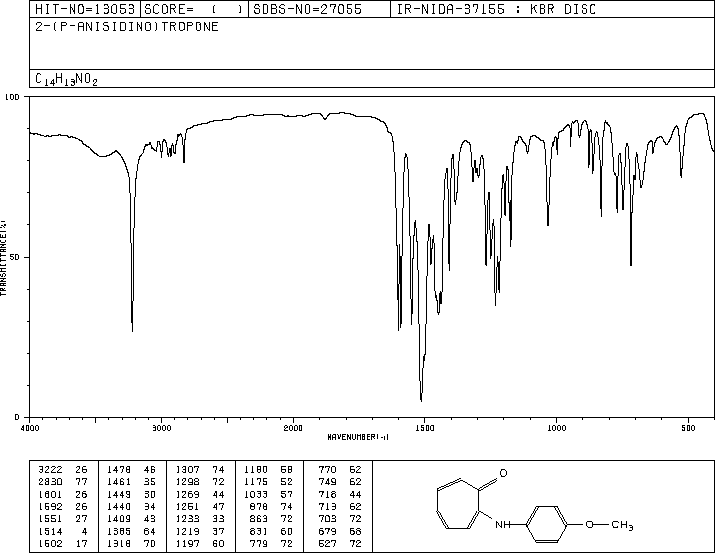 HIT-NO=13053 SCORE= ( ) SDBS-NO=27055 IR-NIDA-37155 : KBR DISC
2-(P-ANISIDINO)TROPONE
C14H13NO2
100
50
0
TRANSMITTANCE(%)
4000 3000 2000 1500 1000 500
WAVENUMBER(-1)
3222 26 1478 46 1307 74 1180 58 770 62
2830 77 1461 35 1298 72 1175 52 749 62
1601 26 1449 30 1269 44 1033 57 716 44
1592 26 1440 34 1251 47 878 74 713 62
1551 27 1409 43 1233 33 863 72 703 72
1514 4 1385 64 1219 37 831 60 679 68
1502 17 1318 70 1197 60 779 72 527 72
O
NH
O
CH3